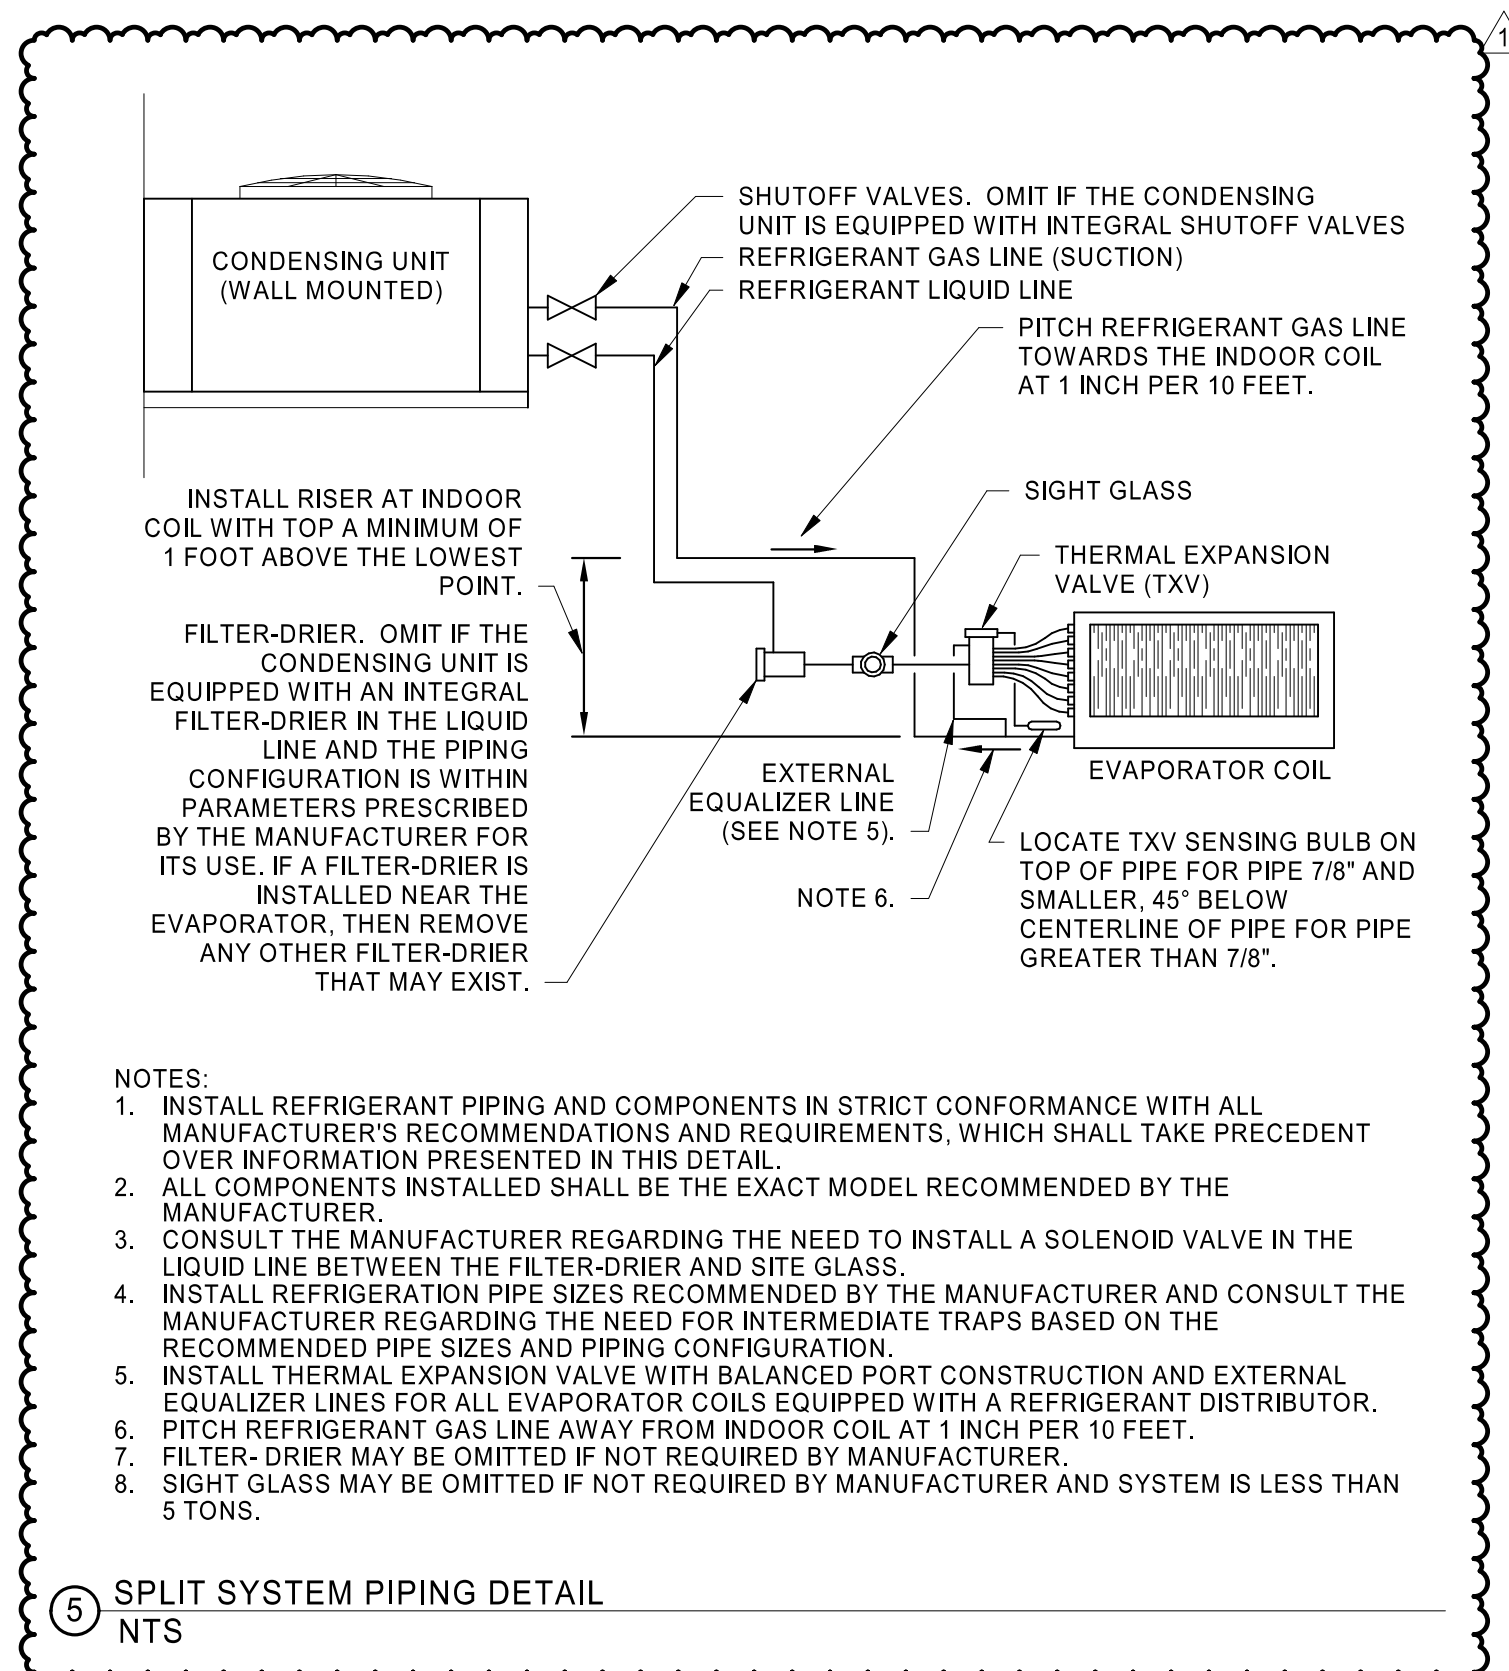 1
CONDENSING UNIT
(WALL MOUNTED)
SHUTOFF VALVES.  OMIT IF THE CONDENSING
UNIT IS EQUIPPED WITH INTEGRAL SHUTOFF VALVES
REFRIGERANT GAS LINE (SUCTION)
REFRIGERANT LIQUID LINE
PITCH REFRIGERANT GAS LINE
TOWARDS THE INDOOR COIL
AT 1 INCH PER 10 FEET.
INSTALL RISER AT INDOOR
COIL WITH TOP A MINIMUM OF
1 FOOT ABOVE THE LOWEST
POINT.
SIGHT GLASS
THERMAL EXPANSION
VALVE (TXV)
FILTER-DRIER.  OMIT IF THE
CONDENSING UNIT IS
EQUIPPED WITH AN INTEGRAL
FILTER-DRIER IN THE LIQUID
LINE AND THE PIPING
CONFIGURATION IS WITHIN
PARAMETERS PRESCRIBED
BY THE MANUFACTURER FOR
ITS USE. IF A FILTER-DRIER IS
INSTALLED NEAR THE
EVAPORATOR, THEN REMOVE
ANY OTHER FILTER-DRIER
THAT MAY EXIST.
EVAPORATOR COIL
EXTERNAL
EQUALIZER LINE
(SEE NOTE 5).
NOTE 6.
LOCATE TXV SENSING BULB ON
TOP OF PIPE FOR PIPE 7/8" AND
SMALLER, 45° BELOW
CENTERLINE OF PIPE FOR PIPE
GREATER THAN 7/8".
NOTES:
1. INSTALL REFRIGERANT PIPING AND COMPONENTS IN STRICT CONFORMANCE WITH ALL
MANUFACTURER'S RECOMMENDATIONS AND REQUIREMENTS, WHICH SHALL TAKE PRECEDENT
OVER INFORMATION PRESENTED IN THIS DETAIL.
2. ALL COMPONENTS INSTALLED SHALL BE THE EXACT MODEL RECOMMENDED BY THE
MANUFACTURER.
3. CONSULT THE MANUFACTURER REGARDING THE NEED TO INSTALL A SOLENOID VALVE IN THE
LIQUID LINE BETWEEN THE FILTER-DRIER AND SITE GLASS.
4. INSTALL REFRIGERATION PIPE SIZES RECOMMENDED BY THE MANUFACTURER AND CONSULT THE
MANUFACTURER REGARDING THE NEED FOR INTERMEDIATE TRAPS BASED ON THE
RECOMMENDED PIPE SIZES AND PIPING CONFIGURATION.
5. INSTALL THERMAL EXPANSION VALVE WITH BALANCED PORT CONSTRUCTION AND EXTERNAL
EQUALIZER LINES FOR ALL EVAPORATOR COILS EQUIPPED WITH A REFRIGERANT DISTRIBUTOR.
6. PITCH REFRIGERANT GAS LINE AWAY FROM INDOOR COIL AT 1 INCH PER 10 FEET.
7. FILTER- DRIER MAY BE OMITTED IF NOT REQUIRED BY MANUFACTURER.
8. SIGHT GLASS MAY BE OMITTED IF NOT REQUIRED BY MANUFACTURER AND SYSTEM IS LESS THAN
5 TONS.
5 SPLIT SYSTEM PIPING DETAIL
NTS